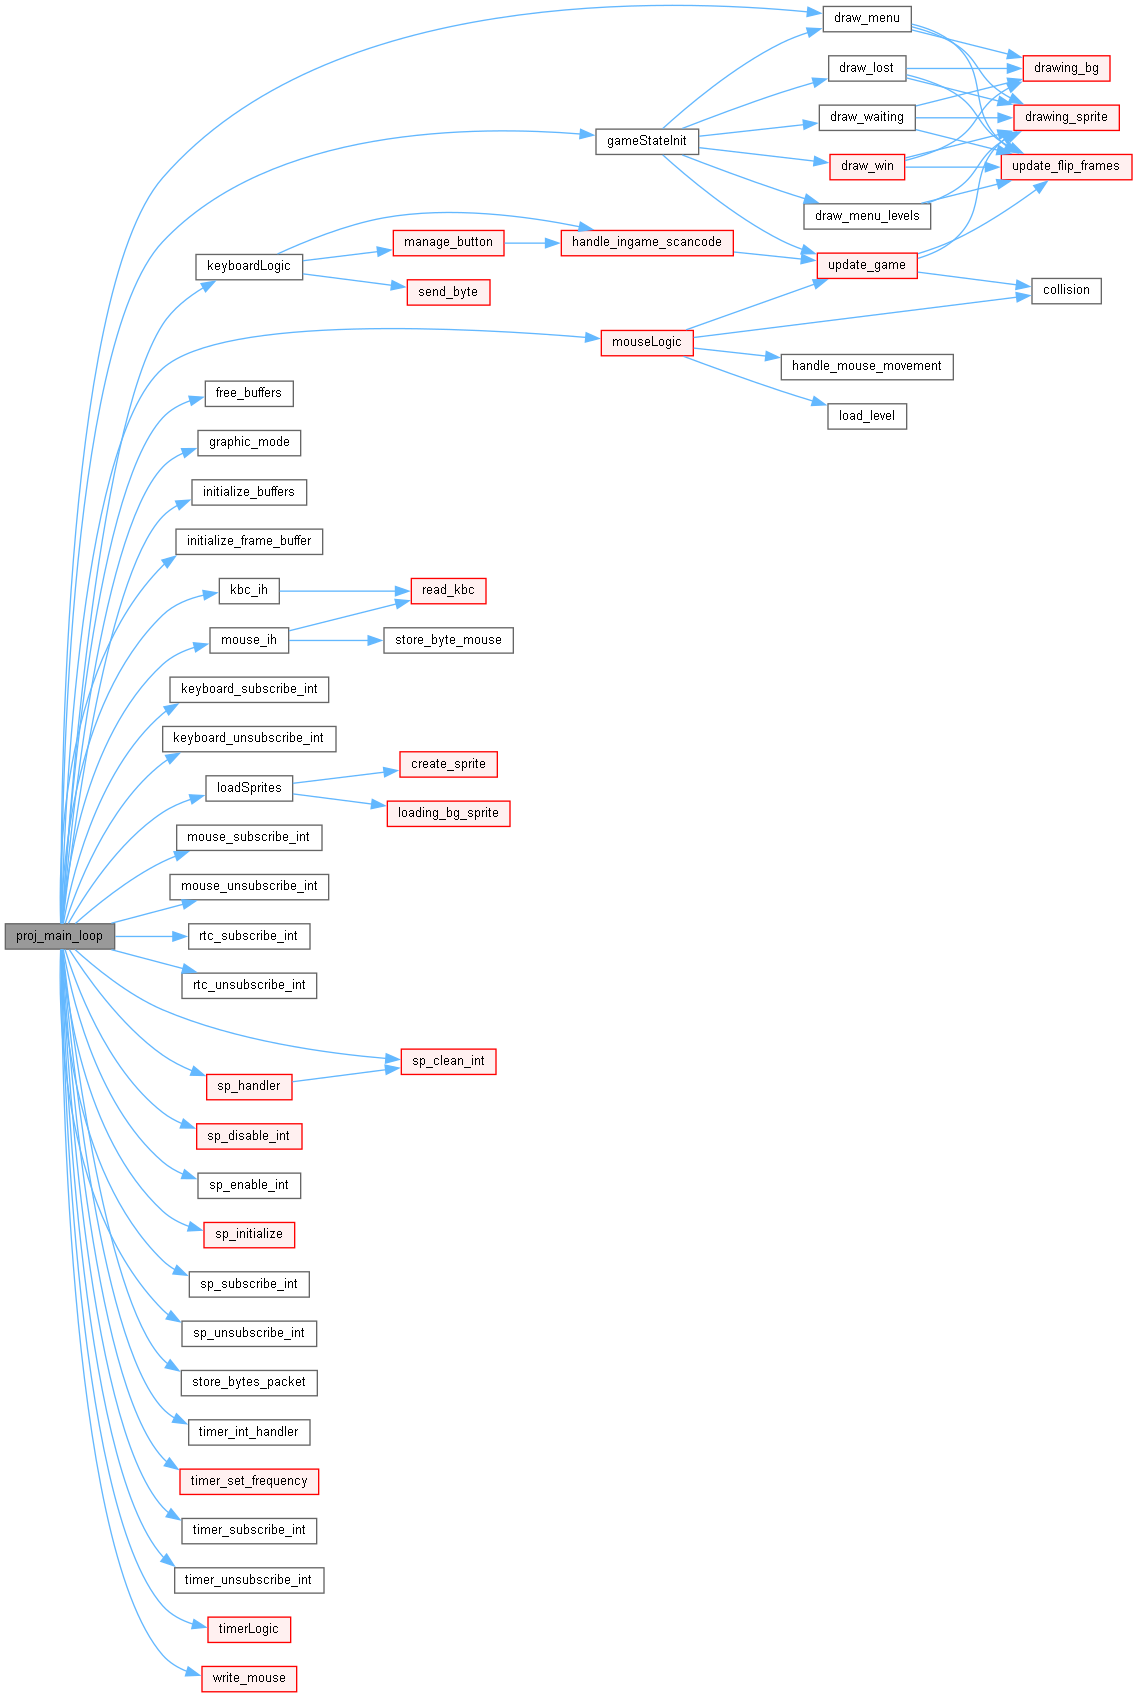 draw_menu
draw_lost
drawing_bg
draw_waiting
drawing_sprite
gameStateInit
draw_win
update_flip_frames
draw_menu_levels
manage_button
handle_ingame_scancode
keyboardLogic
update_game
send_byte
collision
mouseLogic
handle_mouse_movement
free_buffers
load_level
graphic_mode
initialize_buffers
initialize_frame_buffer
kbc_ih
read_kbc
mouse_ih
store_byte_mouse
keyboard_subscribe_int
keyboard_unsubscribe_int
create_sprite
loadSprites
loading_bg_sprite
mouse_subscribe_int
mouse_unsubscribe_int
proj_main_loop
rtc_subscribe_int
rtc_unsubscribe_int
sp_clean_int
sp_handler
sp_disable_int
sp_enable_int
sp_initialize
sp_subscribe_int
sp_unsubscribe_int
store_bytes_packet
timer_int_handler
timer_set_frequency
timer_subscribe_int
timer_unsubscribe_int
timerLogic
write_mouse